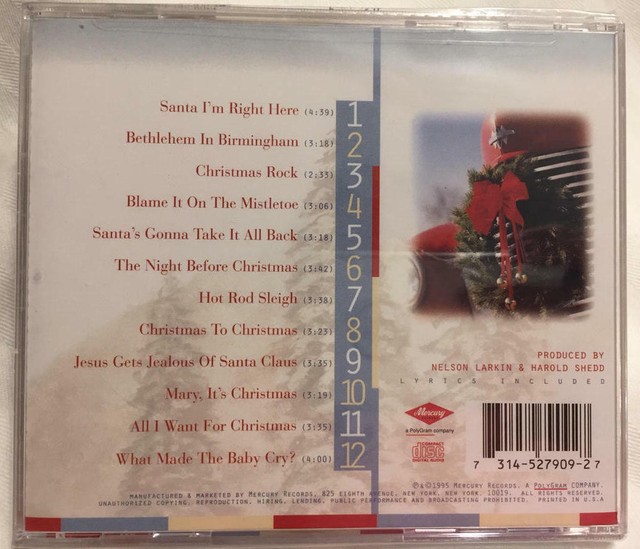 Santa I'm Right Here (4:39) 1
Bethlehem In Birmingham (3:18) 2
Christmas Rock (2:33) 3
Blame It On The Mistletoe (3:06) 4
Santa's Gonna Take It All Back (3:18) 5
The Night Before Christmas (3:42) 6
Hot Rod Sleigh (3:38) 7
Christmas To Christmas (3:23) 8
Jesus Gets Jealous Of Santa Claus (3:35) 9
Mary, It's Christmas (3:19) 10
All I Want For Christmas (3:35) 11
What Made The Baby Cry? (4:00) 12
PRODUCED BY
NELSON LARKIN & HAROLD SHEDD
LYRICS INCLUDED
Mercury
a PolyGram company
COMPACT
disc
DIGITAL AUDIO
7 314-527909-2 7
℗&©1995 MERCURY RECORDS. A POLYGRAM COMPANY.
MANUFACTURED & MARKETED BY MERCURY RECORDS. 825 EIGHTH AVENUE, NEW YORK, NEW YORK, 10019. ALL RIGHTS RESERVED.
UNAUTHORIZED COPYING, REPRODUCTION, HIRING, LENDING, PUBLIC PERFORMANCE AND BROADCASTING PROHIBITED. PRINTED IN U.S.A